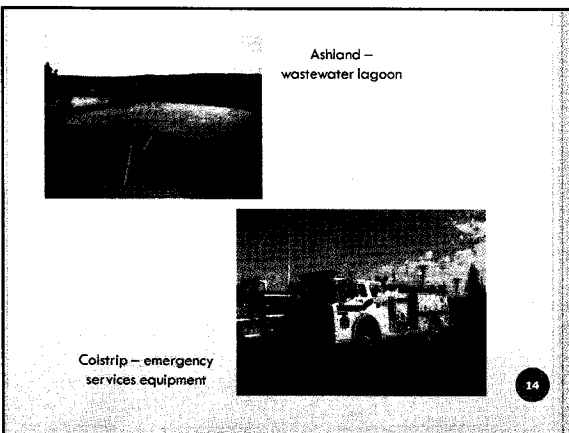 Ashland –
wastewater lagoon
Colstrip – emergency
services equipment
14